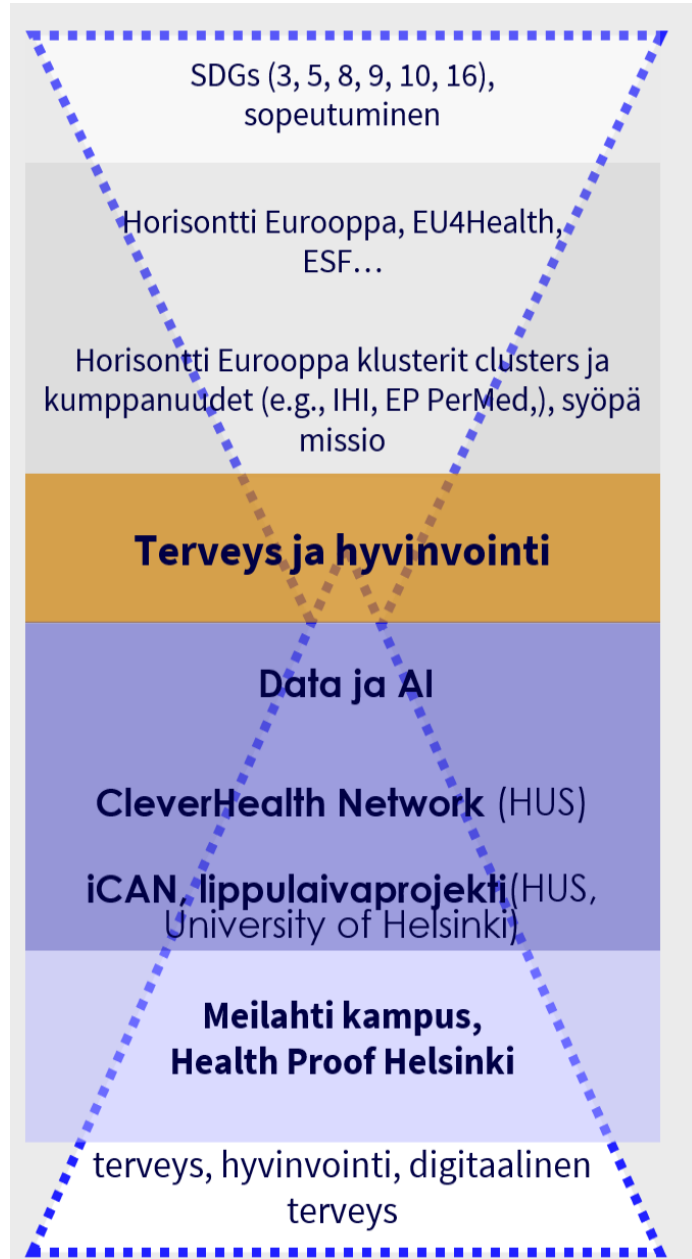 SDGs (3, 5, 8, 9, 10, 16),
sopeutuminen
Horisontti Eurooppa, EU4Health,
ESF...
Horisontti Eurooppa klusterit clusters ja
kumppanuudet (e.g., IHI, EP PerMed,), syöpä
missio
Terveys ja hyvinvointi
Data ja AI
CleverHealth Network (HUS)
iCAN, lippulaivaprojekti(HUS,
University of Helsinki)
Meilahti kampus,
Health Proof Helsinki
terveys, hyvinvointi, digitaalinen
terveys